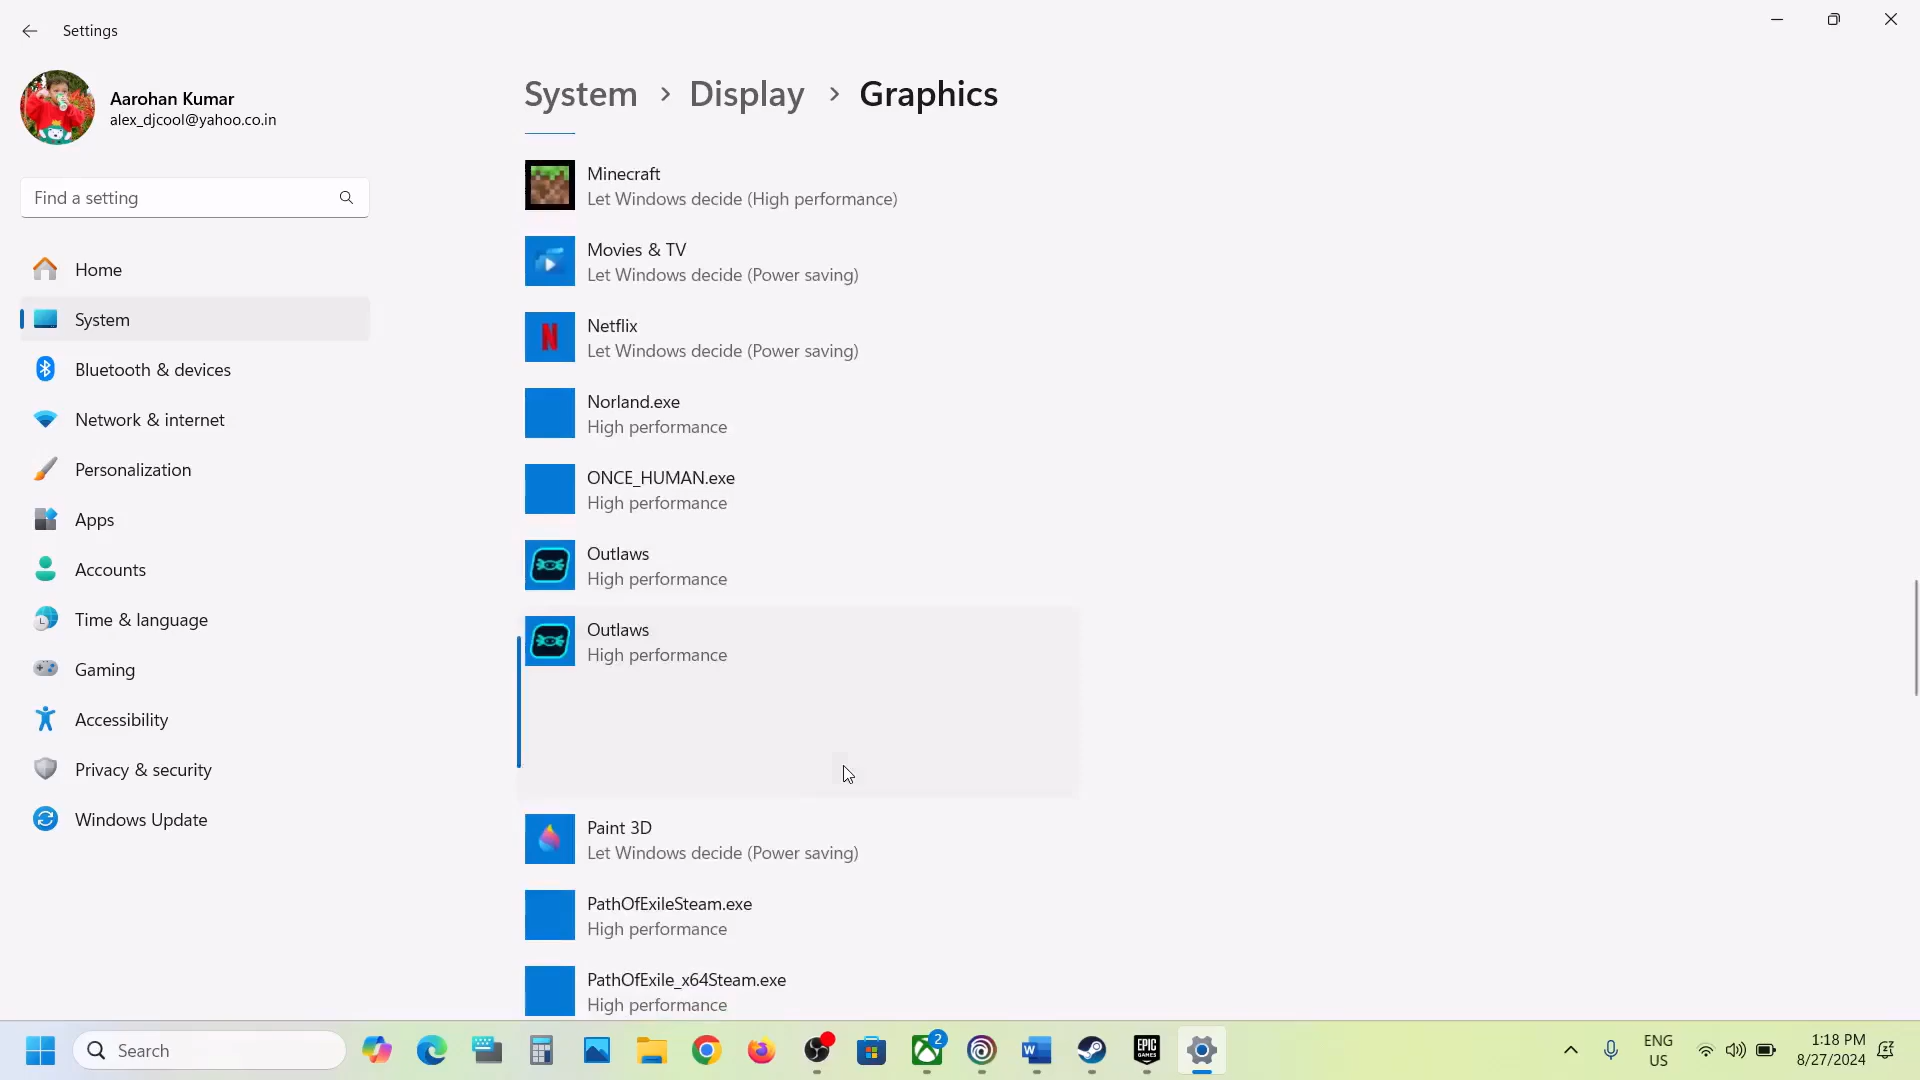 Settings
Aarohan Kumar
alex_djcool@yahoo.co.in
Find a setting
Home
System
Bluetooth & devices
Network & internet
Personalization
Apps
Accounts
Time & language
Gaming
Accessibility
Privacy & security
Windows Update
System > Display > Graphics
Minecraft
Let Windows decide (High performance)
Movies & TV
Let Windows decide (Power saving)
N
Netflix
Let Windows decide (Power saving)
Norland.exe
High performance
ONCE_HUMAN.exe
High performance
Outlaws
High performance
Outlaws
High performance
Paint 3D
Let Windows decide (Power saving)
PathOfExileSteam.exe
High performance
PathOfExile_x64Steam.exe
High performance
Search
2
W
EPIC
GAMES
ENG
US
1:18 PM
8/27/2024